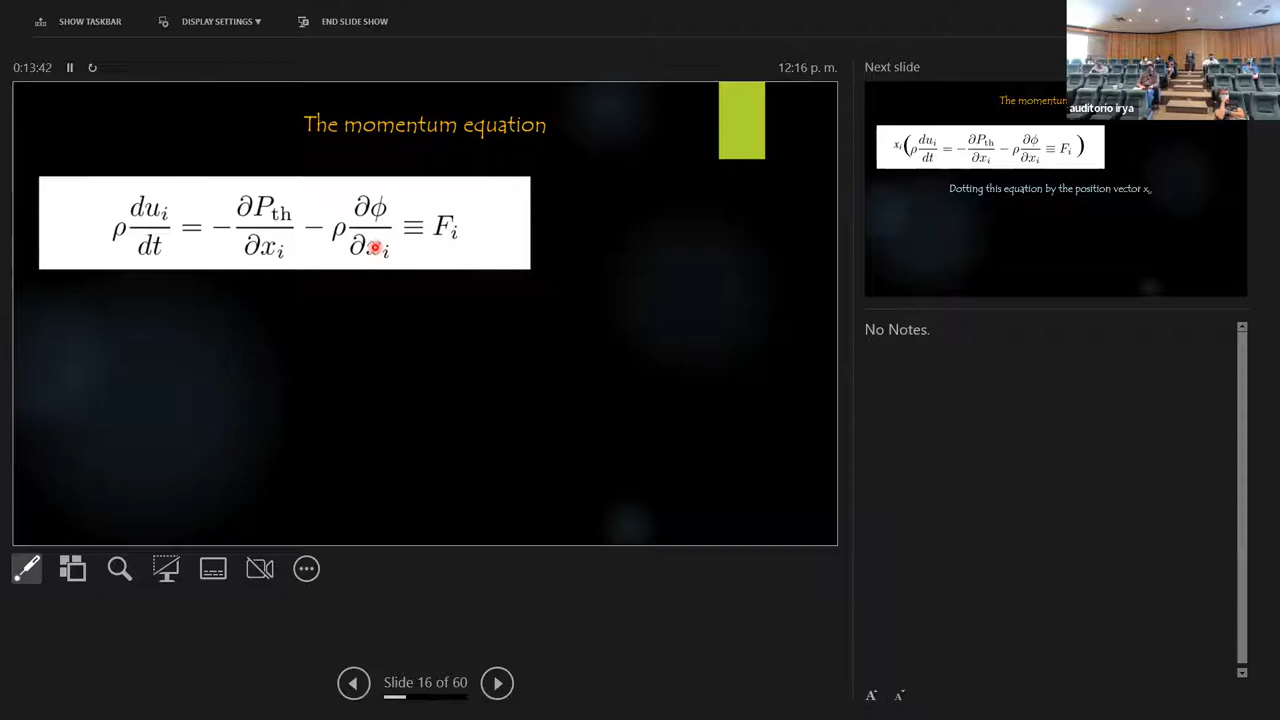 SHOW TASKBAR DISPLAY SETTINGS ▼ END SLIDE SHOW
0:13:42 12:16 p. m.
The momentum equation
ρ du_i/dt = − ∂P_th/∂x_i − ρ ∂ϕ/∂x_i ≡ F_i
Slide 16 of 60
Next slide
auditorio irya
The
x_i ( ρ du_i/dt = − ∂P_th/∂x_i − ρ ∂ϕ/∂x_i ≡ F_i )
Dotting this equation by the position vector x_i,
No Notes.
A A